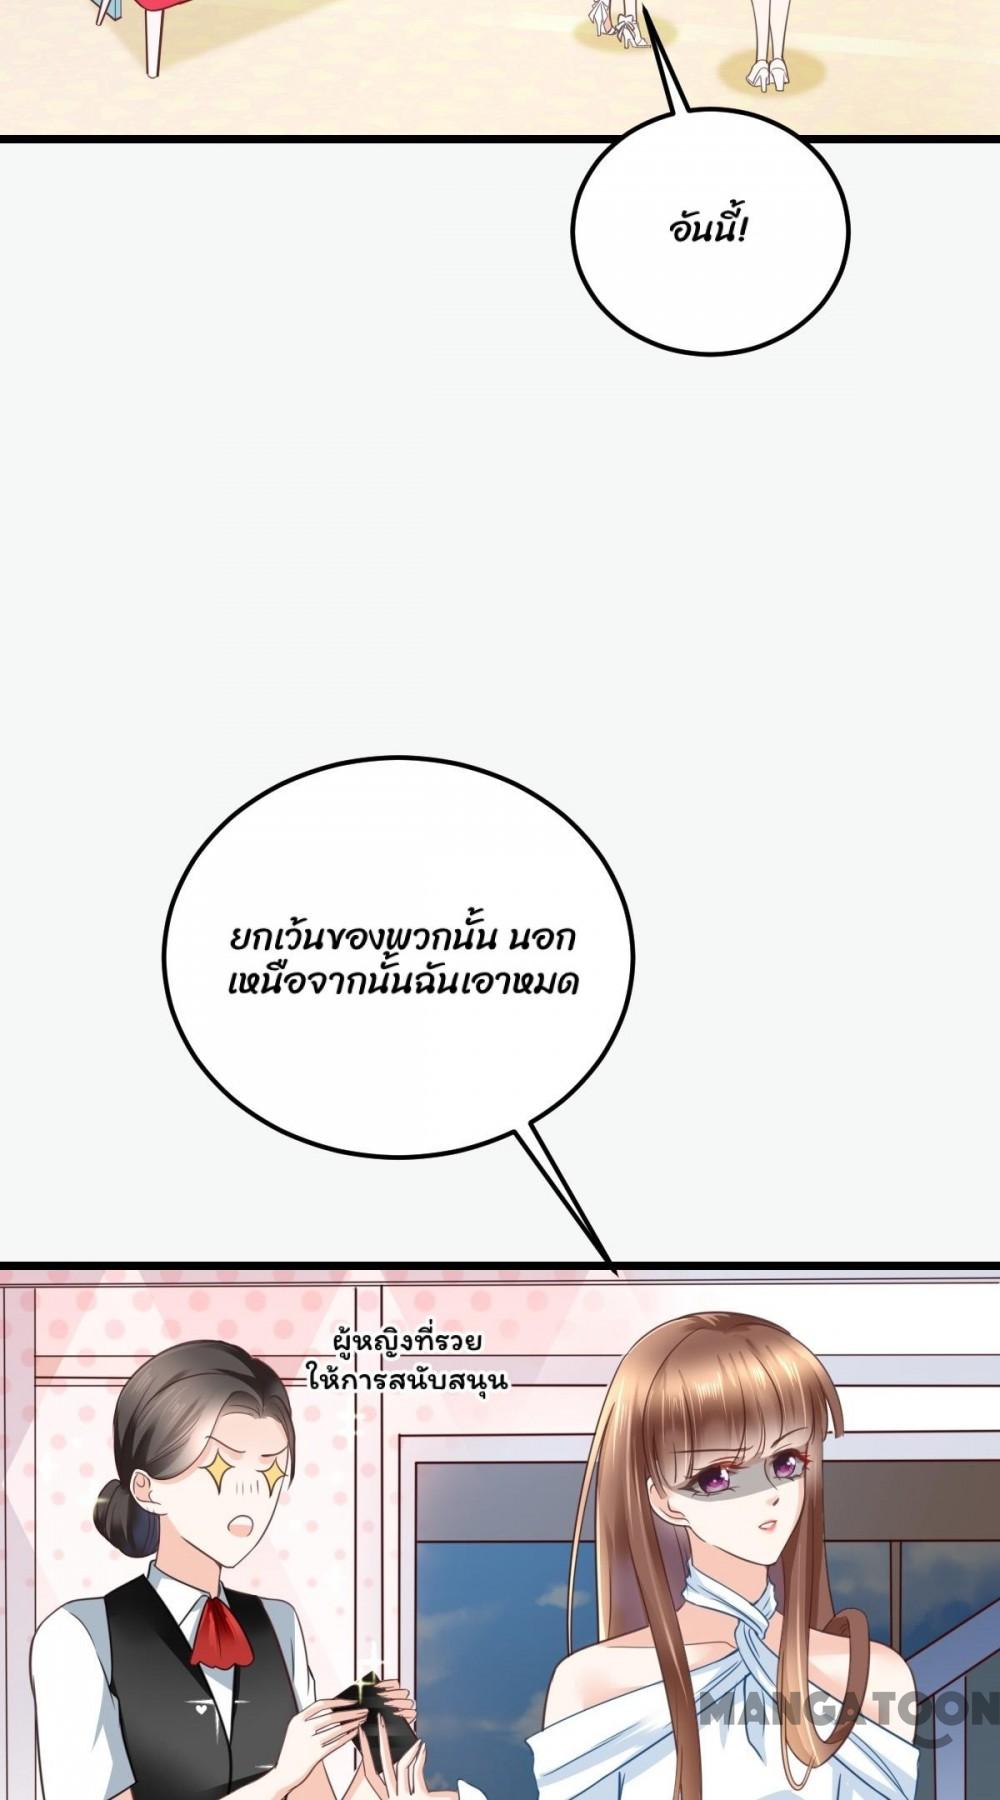 อันนี้!
ยกเว้นของพวกนั้น นอก
เหนือจากนั้นฉันเอาหมด
ผู้หญิงที่รวย
ให้การสนับสนุน
MANGATOON